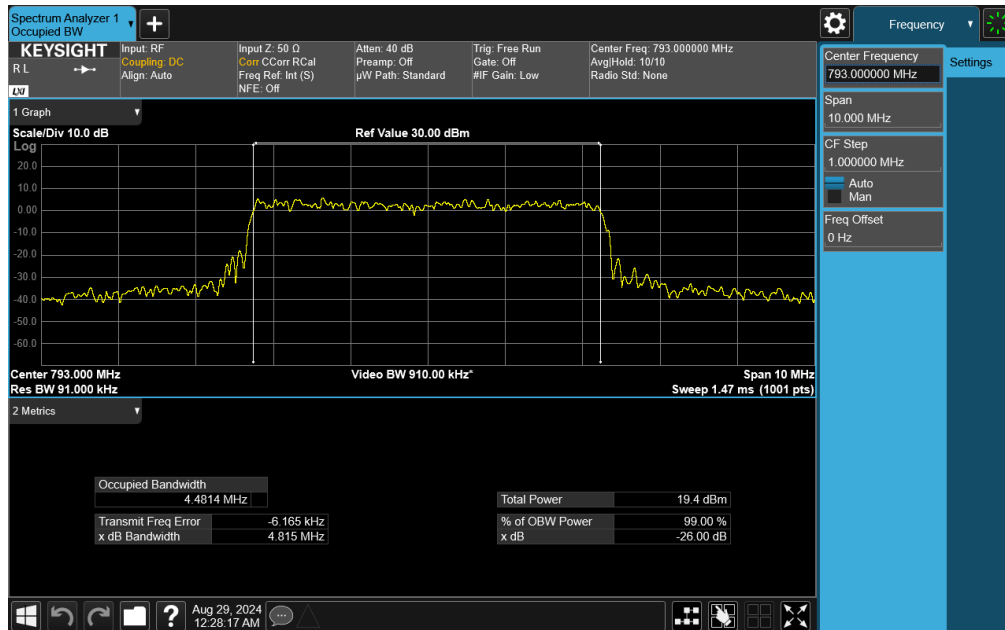 Spectrum Analyzer 1
Occupied BW
Frequency
KEYSIGHT
R L
LXI
Input: RF
Coupling: DC
Align: Auto
Input Z: 50 Ω
Corr CCorr RCal
Freq Ref: Int (S)
NFE: Off
Atten: 40 dB
Preamp: Off
µW Path: Standard
Trig: Free Run
Gate: Off
#IF Gain: Low
Center Freq: 793.000000 MHz
Avg|Hold: 10/10
Radio Std: None
Center Frequency
793.000000 MHz
Settings
Span
10.000 MHz
CF Step
1.000000 MHz
Auto
Man
Freq Offset
0 Hz
1 Graph
Scale/Div 10.0 dB
Ref Value 30.00 dBm
Log
20.0
10.0
0.00
-10.0
-20.0
-30.0
-40.0
-50.0
-60.0
Center 793.000 MHz
Video BW 910.00 kHz*
Span 10 MHz
Res BW 91.000 kHz
Sweep 1.47 ms (1001 pts)
2 Metrics
Occupied Bandwidth
4.4814 MHz
Transmit Freq Error -6.165 kHz
x dB Bandwidth 4.815 MHz
Total Power 19.4 dBm
% of OBW Power 99.00 %
x dB -26.00 dB
Aug 29, 2024
12:28:17 AM